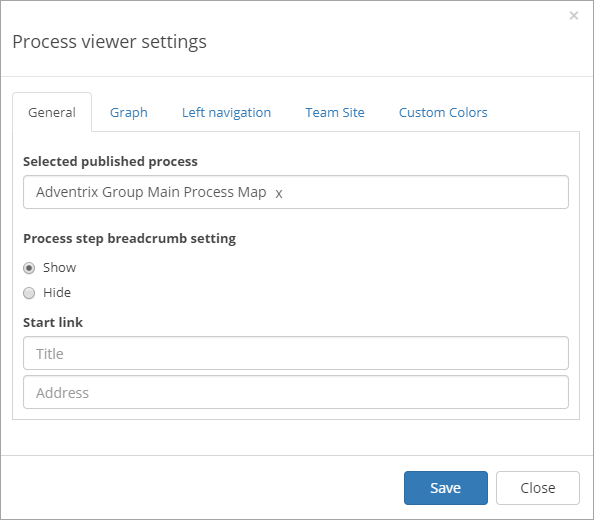 ×
Process viewer settings
General Graph Left navigation Team Site Custom Colors
Selected published process
Adventrix Group Main Process Map x
Process step breadcrumb setting
Show
Hide
Start link
Title
Address
Save Close